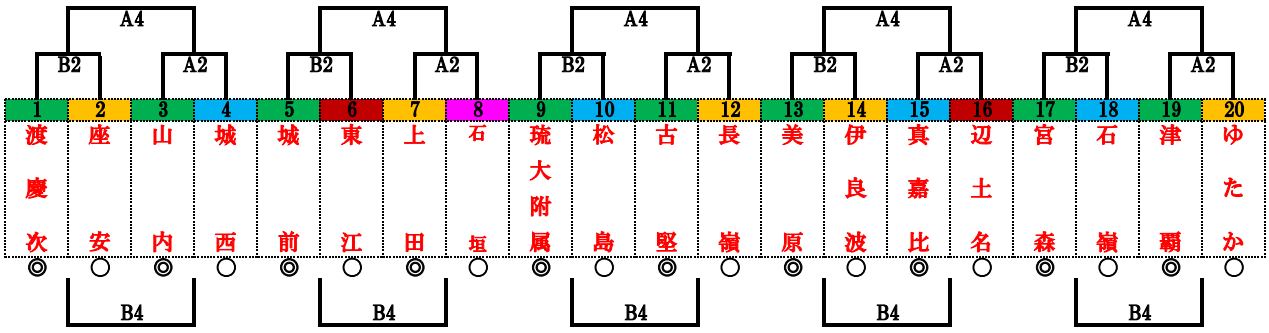 A4 A4 A4 A4 A4
B2 A2 B2 A2 B2 A2 B2 A2 B2 A2
1 2 3 4 5 6 7 8 9 10 11 12 13 14 15 16 17 18 19 20
渡慶次
座安
山内
城西
城前
東江
上田
石垣
琉大附属
松島
古堅
長嶺
美原
伊良波
真嘉比
辺土名
宮森
石嶺
津覇
ゆたか
◎ ○ ◎ ○ ◎ ○ ◎ ○ ◎ ○ ◎ ○ ◎ ○ ◎ ○ ◎ ○ ◎ ○
B4 B4 B4 B4 B4